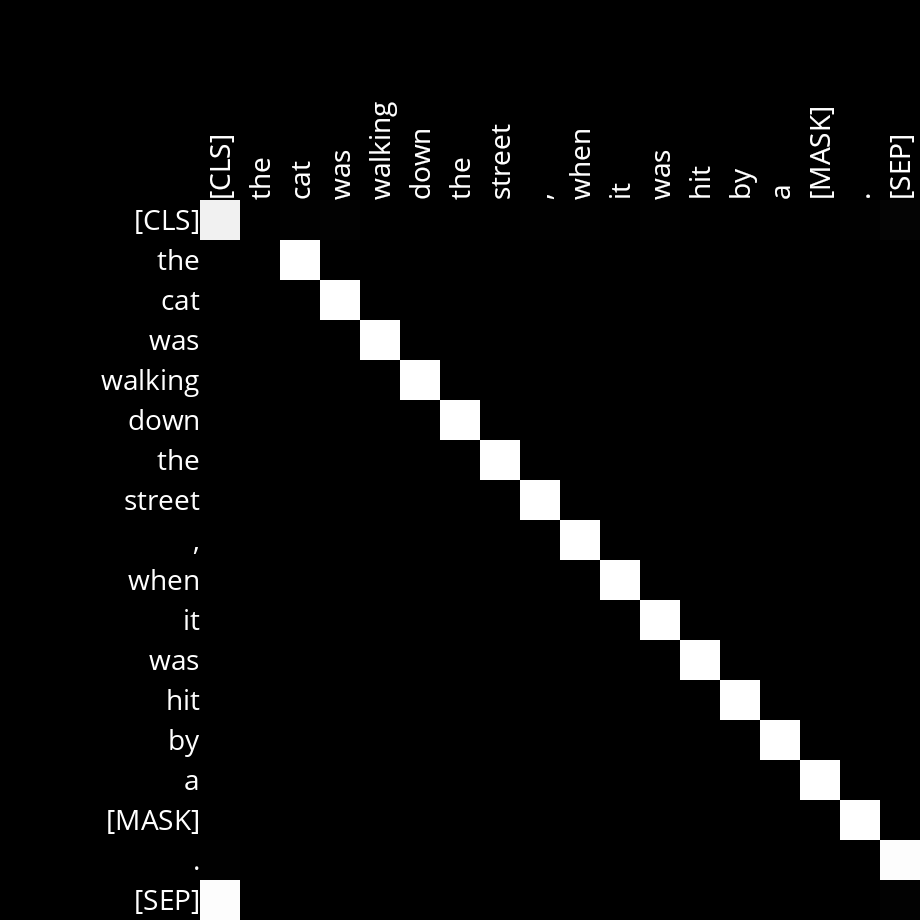 [CLS] the cat was walking down the street , when it was hit by a [MASK] . [SEP]
[CLS]
the
cat
was
walking
down
the
street
,
when
it
was
hit
by
a
[MASK]
.
[SEP]